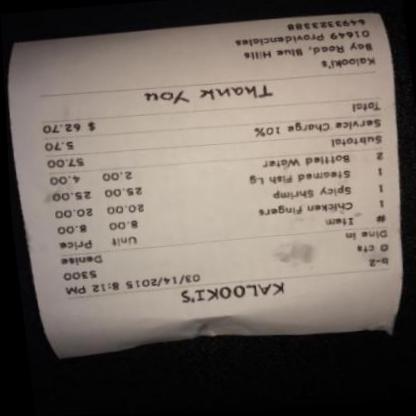 KALOOKI'S
03/14/2015 8:12 PM
b-2 5300
0 cts Denise
Dine in
# Item Unit Price
1 Chicken Fingers 8.00 8.00
1 Spicy Shrimp 20.00 20.00
1 Steamed Fish Lg 25.00 25.00
2 Bottled Water 2.00 4.00
Subtotal 57.00
Service Charge 10% 5.70
Total $ 62.70
Thank You
Kalooki's
Bay Road, Blue Hills
01649 Providenciales
6493323388